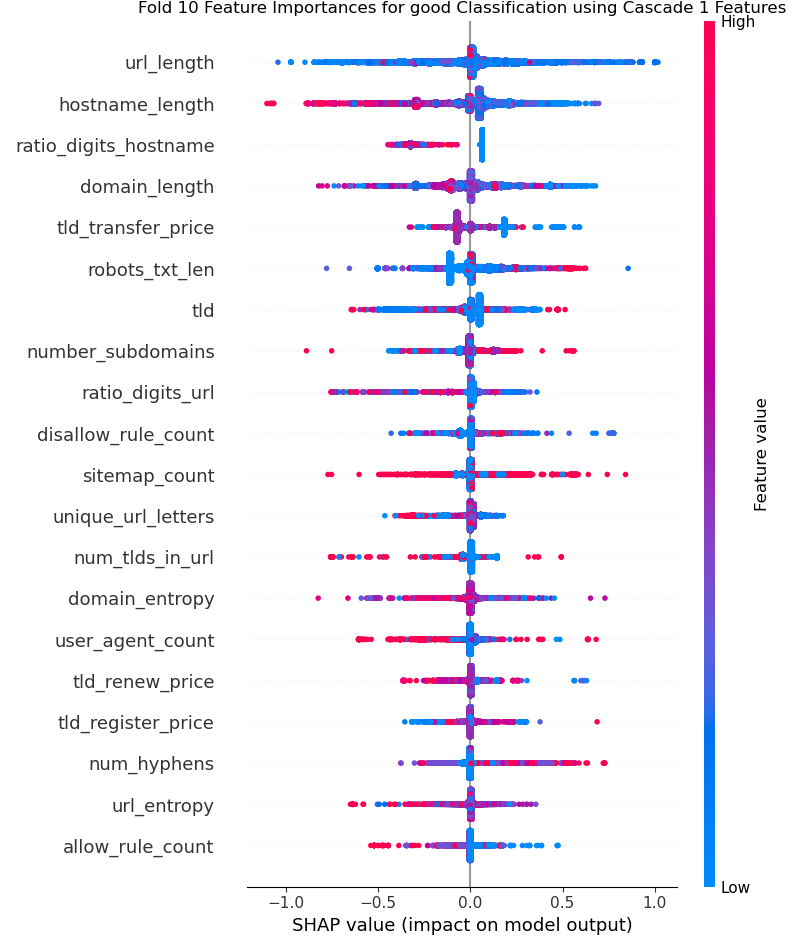 Fold 10 Feature Importances for good Classification using Cascade 1 Features
High
url_length
hostname_length
ratio_digits_hostname
domain_length
tld_transfer_price
robots_txt_len
tld
number_subdomains
ratio_digits_url
disallow_rule_count
sitemap_count
unique_url_letters
num_tlds_in_url
domain_entropy
user_agent_count
tld_renew_price
tld_register_price
num_hyphens
url_entropy
allow_rule_count
Feature value
Low
−1.0 −0.5 0.0 0.5 1.0
SHAP value (impact on model output)